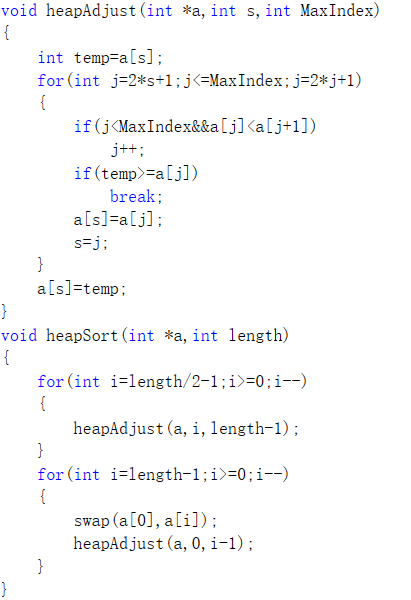 void heapAdjust(int *a,int s,int MaxIndex)
{
    int temp=a[s];
    for(int j=2*s+1;j<=MaxIndex;j=2*j+1)
    {
        if(j<MaxIndex&&a[j]<a[j+1])
            j++;
        if(temp>=a[j])
            break;
        a[s]=a[j];
        s=j;
    }
    a[s]=temp;
}
void heapSort(int *a,int length)
{
    for(int i=length/2-1;i>=0;i--)
    {
        heapAdjust(a,i,length-1);
    }
    for(int i=length-1;i>=0;i--)
    {
        swap(a[0],a[i]);
        heapAdjust(a,0,i-1);
    }
}